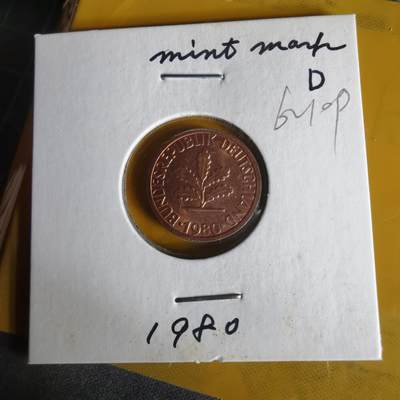 mint mark
D
BUNDESREPUBLIK DEUTSCHLAND
1980
1980